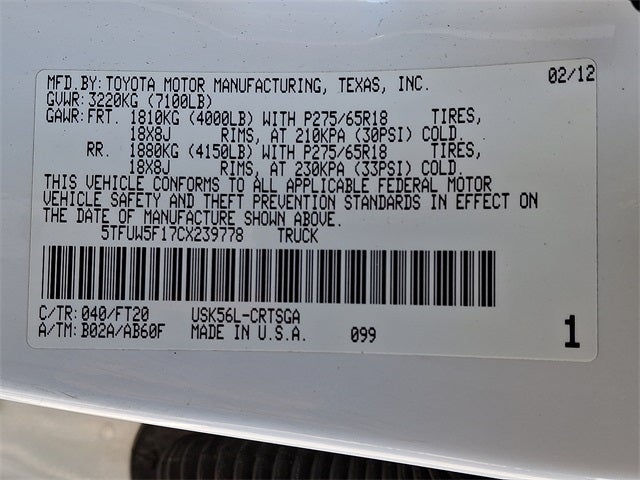 MFD. BY: TOYOTA MOTOR MANUFACTURING, TEXAS, INC. 02/12
GVWR: 3220KG (7100LB)
GAWR: FRT. 1810KG (4000LB) WITH P275/65R18 TIRES,
18X8J RIMS, AT 210KPA (30PSI) COLD.
RR. 1880KG (4150LB) WITH P275/65R18 TIRES,
18X8J RIMS, AT 230KPA (33PSI) COLD.
THIS VEHICLE CONFORMS TO ALL APPLICABLE FEDERAL MOTOR
VEHICLE SAFETY AND THEFT PREVENTION STANDARDS IN EFFECT ON
THE DATE OF MANUFACTURE SHOWN ABOVE.
5TFUW5F17CX239778 TRUCK
C/TR: 040/FT20 USK56L-CRTSGA
A/TM: B02A/AB60F MADE IN U.S.A. 099 1